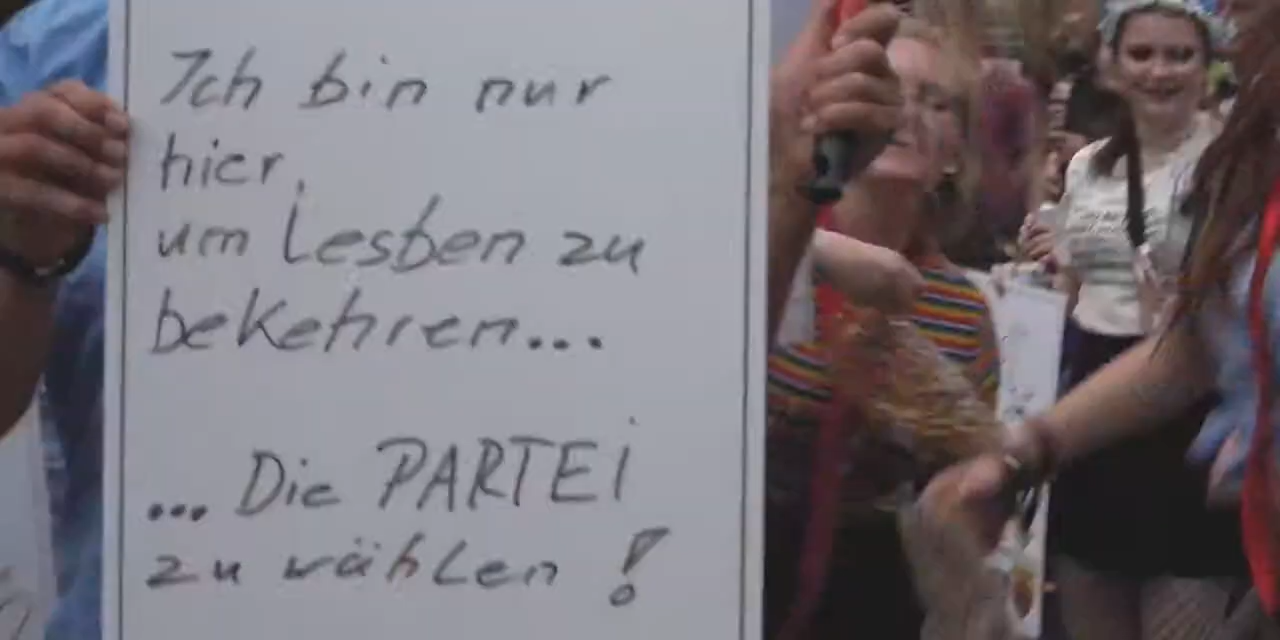 Ich bin nur
hier,
um Lesben zu
bekehren...
... Die PARTEi
zu wählen!